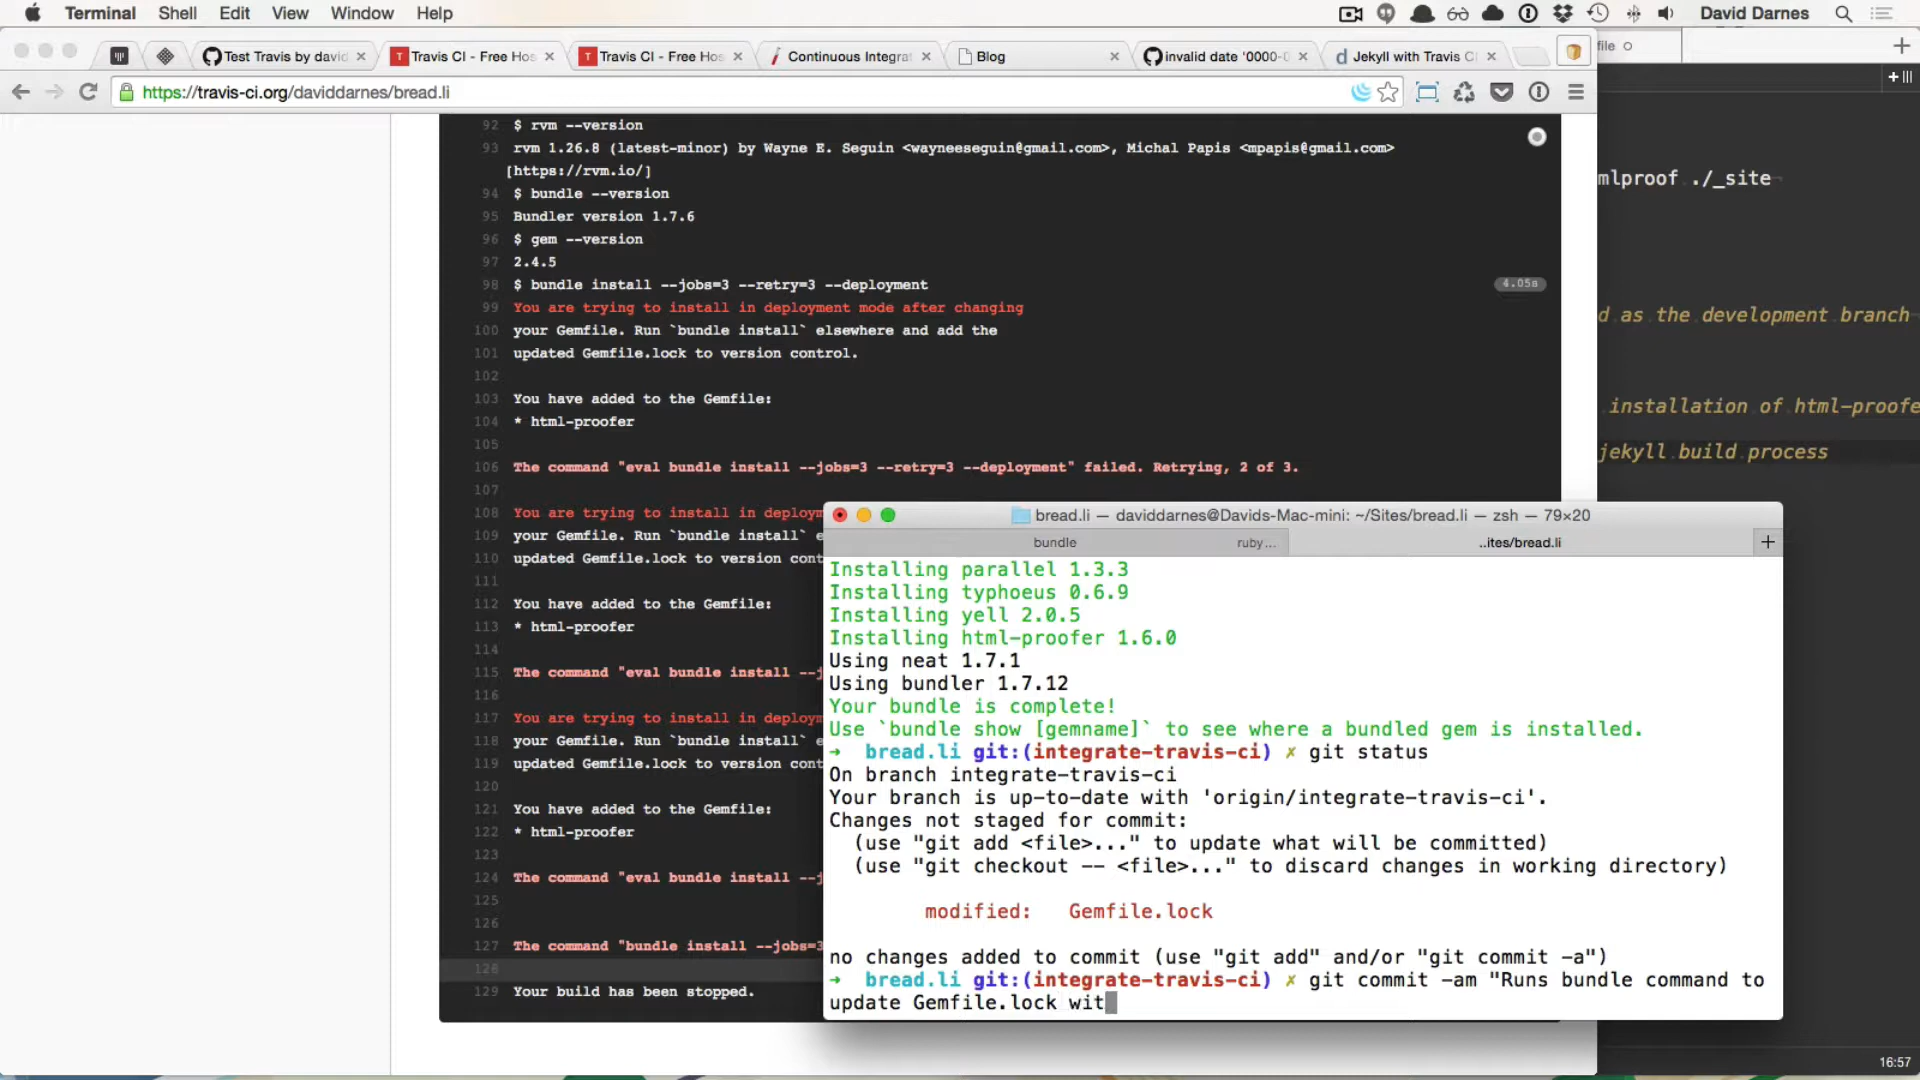 Terminal Shell Edit View Window Help David Darnes
Test Travis by david
Travis CI - Free Hos
Travis CI - Free Hos
Continuous Integrat
Blog
invalid date '0000-0
Jekyll with Travis C
file
https://travis-ci.org/daviddarnes/bread.li
92 $ rvm --version
93 rvm 1.26.8 (latest-minor) by Wayne E. Seguin <wayneeseguin@gmail.com>, Michal Papis <mpapis@gmail.com>
[https://rvm.io/]
94 $ bundle --version
95 Bundler version 1.7.6
96 $ gem --version
97 2.4.5
98 $ bundle install --jobs=3 --retry=3 --deployment 4.05s
99 You are trying to install in deployment mode after changing
100 your Gemfile. Run `bundle install` elsewhere and add the
101 updated Gemfile.lock to version control.
102
103 You have added to the Gemfile:
104 * html-proofer
105
106 The command "eval bundle install --jobs=3 --retry=3 --deployment" failed. Retrying, 2 of 3.
107
108 You are trying to install in deploym
109 your Gemfile. Run `bundle install` e
110 updated Gemfile.lock to version cont
111
112 You have added to the Gemfile:
113 * html-proofer
114
115 The command "eval bundle install --j
116
117 You are trying to install in deploym
118 your Gemfile. Run `bundle install` e
119 updated Gemfile.lock to version cont
120
121 You have added to the Gemfile:
122 * html-proofer
123
124 The command "eval bundle install --j
125
126
127 The command "bundle install --jobs=3
128
129 Your build has been stopped.
mlproof ./_site
d as the development branch
installation of html-proofe
jekyll build process
bread.li — daviddarnes@Davids-Mac-mini: ~/Sites/bread.li — zsh — 79×20
bundle ruby... ..ites/bread.li
Installing parallel 1.3.3
Installing typhoeus 0.6.9
Installing yell 2.0.5
Installing html-proofer 1.6.0
Using neat 1.7.1
Using bundler 1.7.12
Your bundle is complete!
Use `bundle show [gemname]` to see where a bundled gem is installed.
➜ bread.li git:(integrate-travis-ci) ✗ git status
On branch integrate-travis-ci
Your branch is up-to-date with 'origin/integrate-travis-ci'.
Changes not staged for commit:
(use "git add <file>..." to update what will be committed)
(use "git checkout -- <file>..." to discard changes in working directory)
modified: Gemfile.lock
no changes added to commit (use "git add" and/or "git commit -a")
➜ bread.li git:(integrate-travis-ci) ✗ git commit -am "Runs bundle command to
update Gemfile.lock wit
16:57